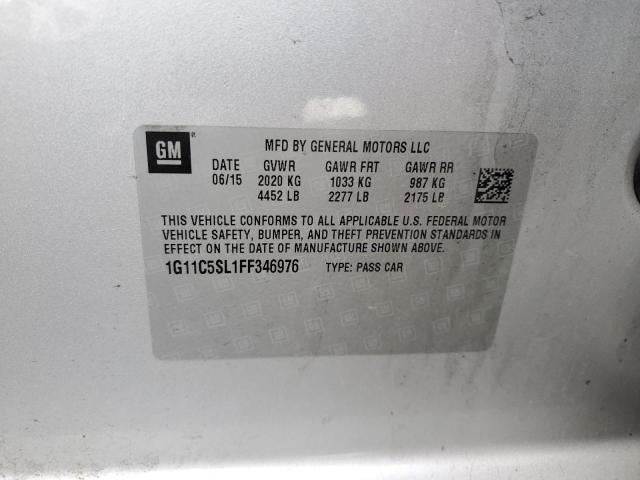 GM
MFD BY GENERAL MOTORS LLC
DATE GVWR GAWR FRT GAWR RR
06/15 2020 KG 1033 KG 987 KG
4452 LB 2277 LB 2175 LB
THIS VEHICLE CONFORMS TO ALL APPLICABLE U.S. FEDERAL MOTOR
VEHICLE SAFETY, BUMPER, AND THEFT PREVENTION STANDARDS IN
EFFECT ON THE DATE OF MANUFACTURE SHOWN ABOVE.
1G11C5SL1FF346976 TYPE: PASS CAR